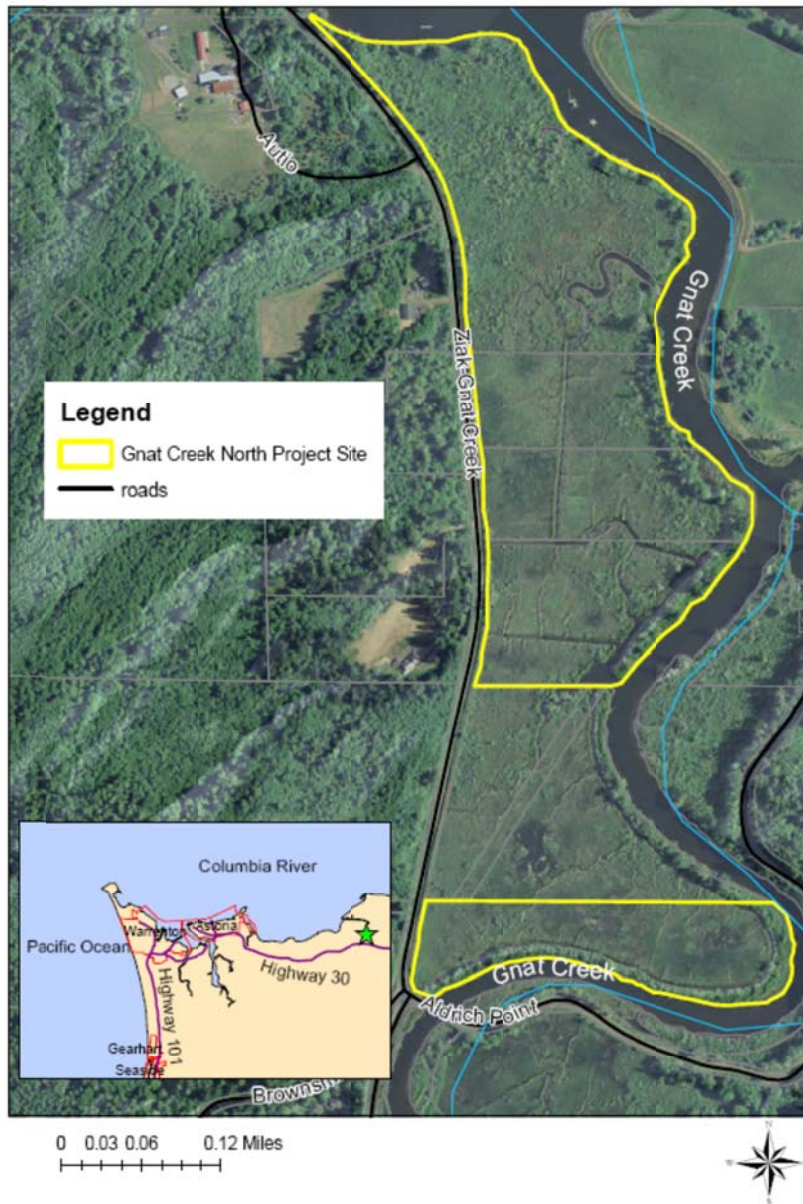 Autio
Gnat Creek
Ziak-Gnat Creek
Legend
Gnat Creek North Project Site
roads
Columbia River
Warrenton
Astoria
Pacific Ocean
Highway 30
Highway 101
Gearhart
Seaside
Gnat Creek
Aldrich Point
0 0.03 0.06 0.12 Miles
N
W
E
S